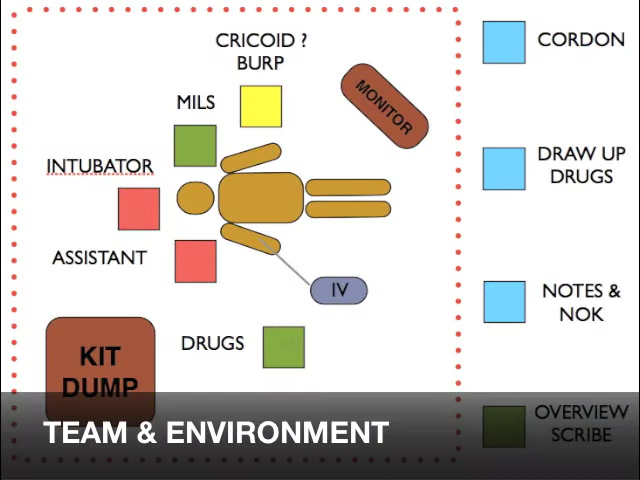 CRICOID ?
BURP
MONITOR
CORDON
MILS
INTUBATOR
DRAW UP
DRUGS
ASSISTANT
IV
NOTES &
NOK
DRUGS
KIT
DUMP
OVERVIEW
SCRIBE
TEAM & ENVIRONMENT